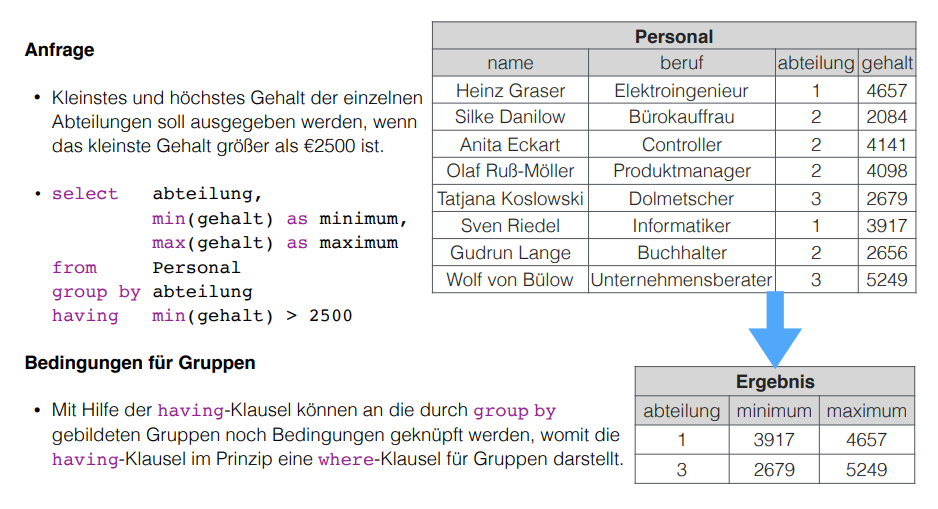 Anfrage
• Kleinstes und höchstes Gehalt der einzelnen
Abteilungen soll ausgegeben werden, wenn
das kleinste Gehalt größer als €2500 ist.
• select abteilung,
min(gehalt) as minimum,
max(gehalt) as maximum
from Personal
group by abteilung
having min(gehalt) > 2500
Bedingungen für Gruppen
• Mit Hilfe der having-Klausel können an die durch group by
gebildeten Gruppen noch Bedingungen geknüpft werden, womit die
having-Klausel im Prinzip eine where-Klausel für Gruppen darstellt.
Personal
name beruf abteilung gehalt
Heinz Graser Elektroingenieur 1 4657
Silke Danilow Bürokauffrau 2 2084
Anita Eckart Controller 2 4141
Olaf Ruß-Möller Produktmanager 2 4098
Tatjana Koslowski Dolmetscher 3 2679
Sven Riedel Informatiker 1 3917
Gudrun Lange Buchhalter 2 2656
Wolf von Bülow Unternehmensberater 3 5249
Ergebnis
abteilung minimum maximum
1 3917 4657
3 2679 5249